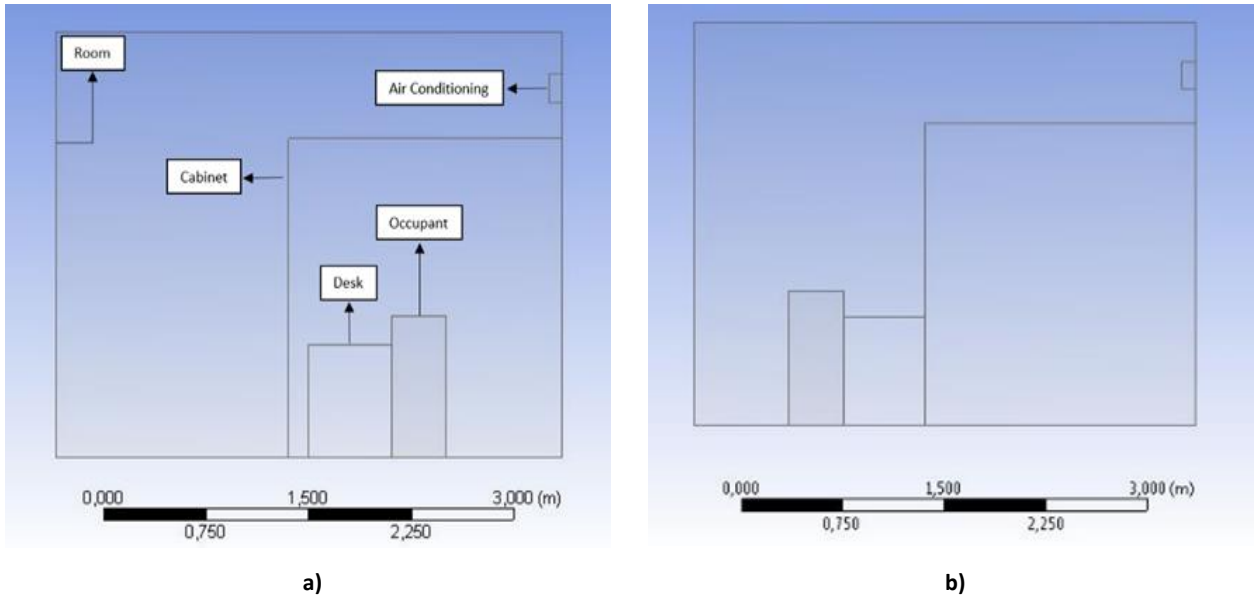 Room
Air Conditioning
Cabinet
Occupant
Desk
0,000 1,500 3,000 (m)
0,750 2,250
0,000 1,500 3,000 (m)
0,750 2,250
a) b)